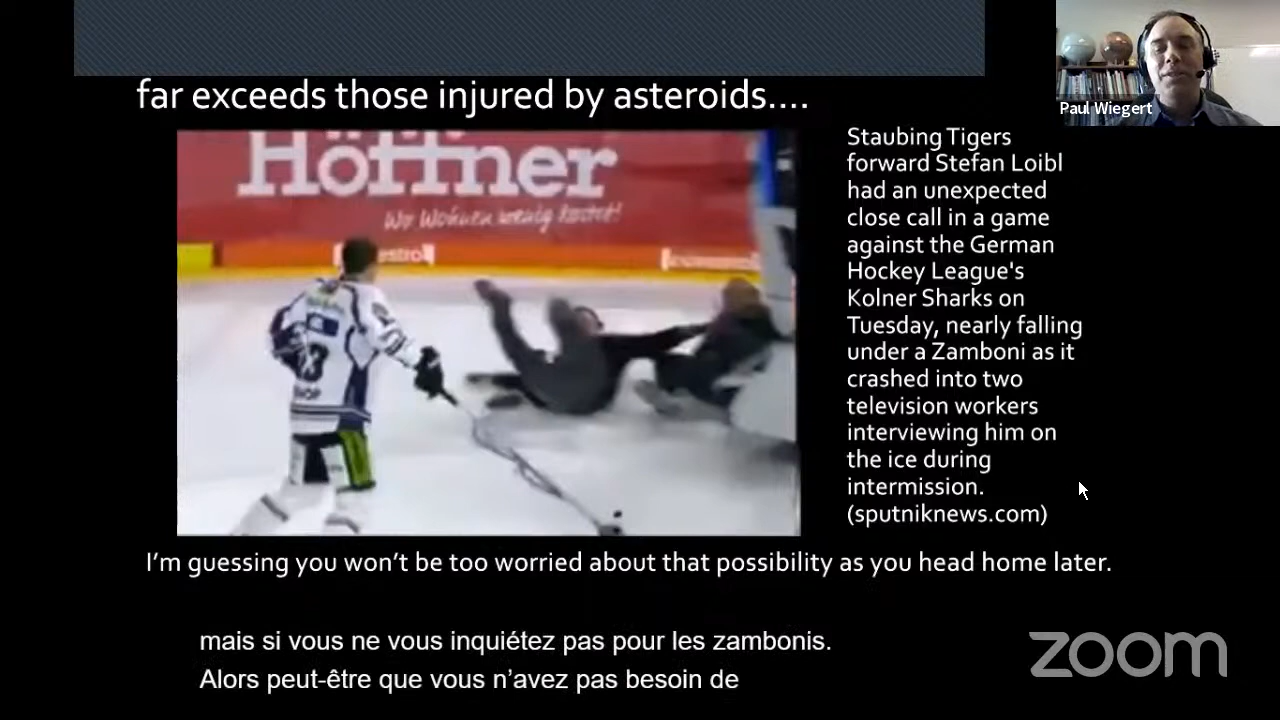 far exceeds those injured by asteroids....
Paul Wiegert
Höffner
Wo Wohnen wenig kostet!
Staubing Tigers
forward Stefan Loibl
had an unexpected
close call in a game
against the German
Hockey League's
Kolner Sharks on
Tuesday, nearly falling
under a Zamboni as it
crashed into two
television workers
interviewing him on
the ice during
intermission.
(sputniknews.com)
I'm guessing you won't be too worried about that possibility as you head home later.
mais si vous ne vous inquiétez pas pour les zambonis.
Alors peut-être que vous n'avez pas besoin de
zoom